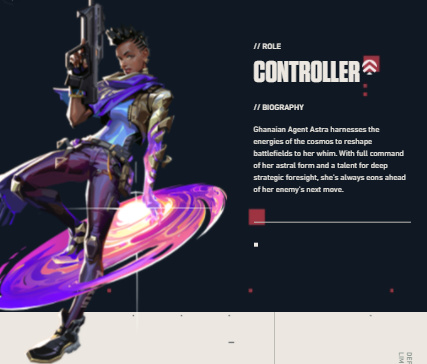 // ROLE
CONTROLLER
// BIOGRAPHY
Ghanaian Agent Astra harnesses the
energies of the cosmos to reshape
battlefields to her whim. With full command
of her astral form and a talent for deep
strategic foresight, she's always eons ahead
of her enemy's next move.
DEF
LIM